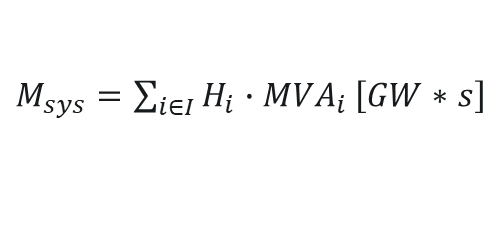 M_sys = ∑_{i∈I} H_i · MVA_i [GW ∗ s]